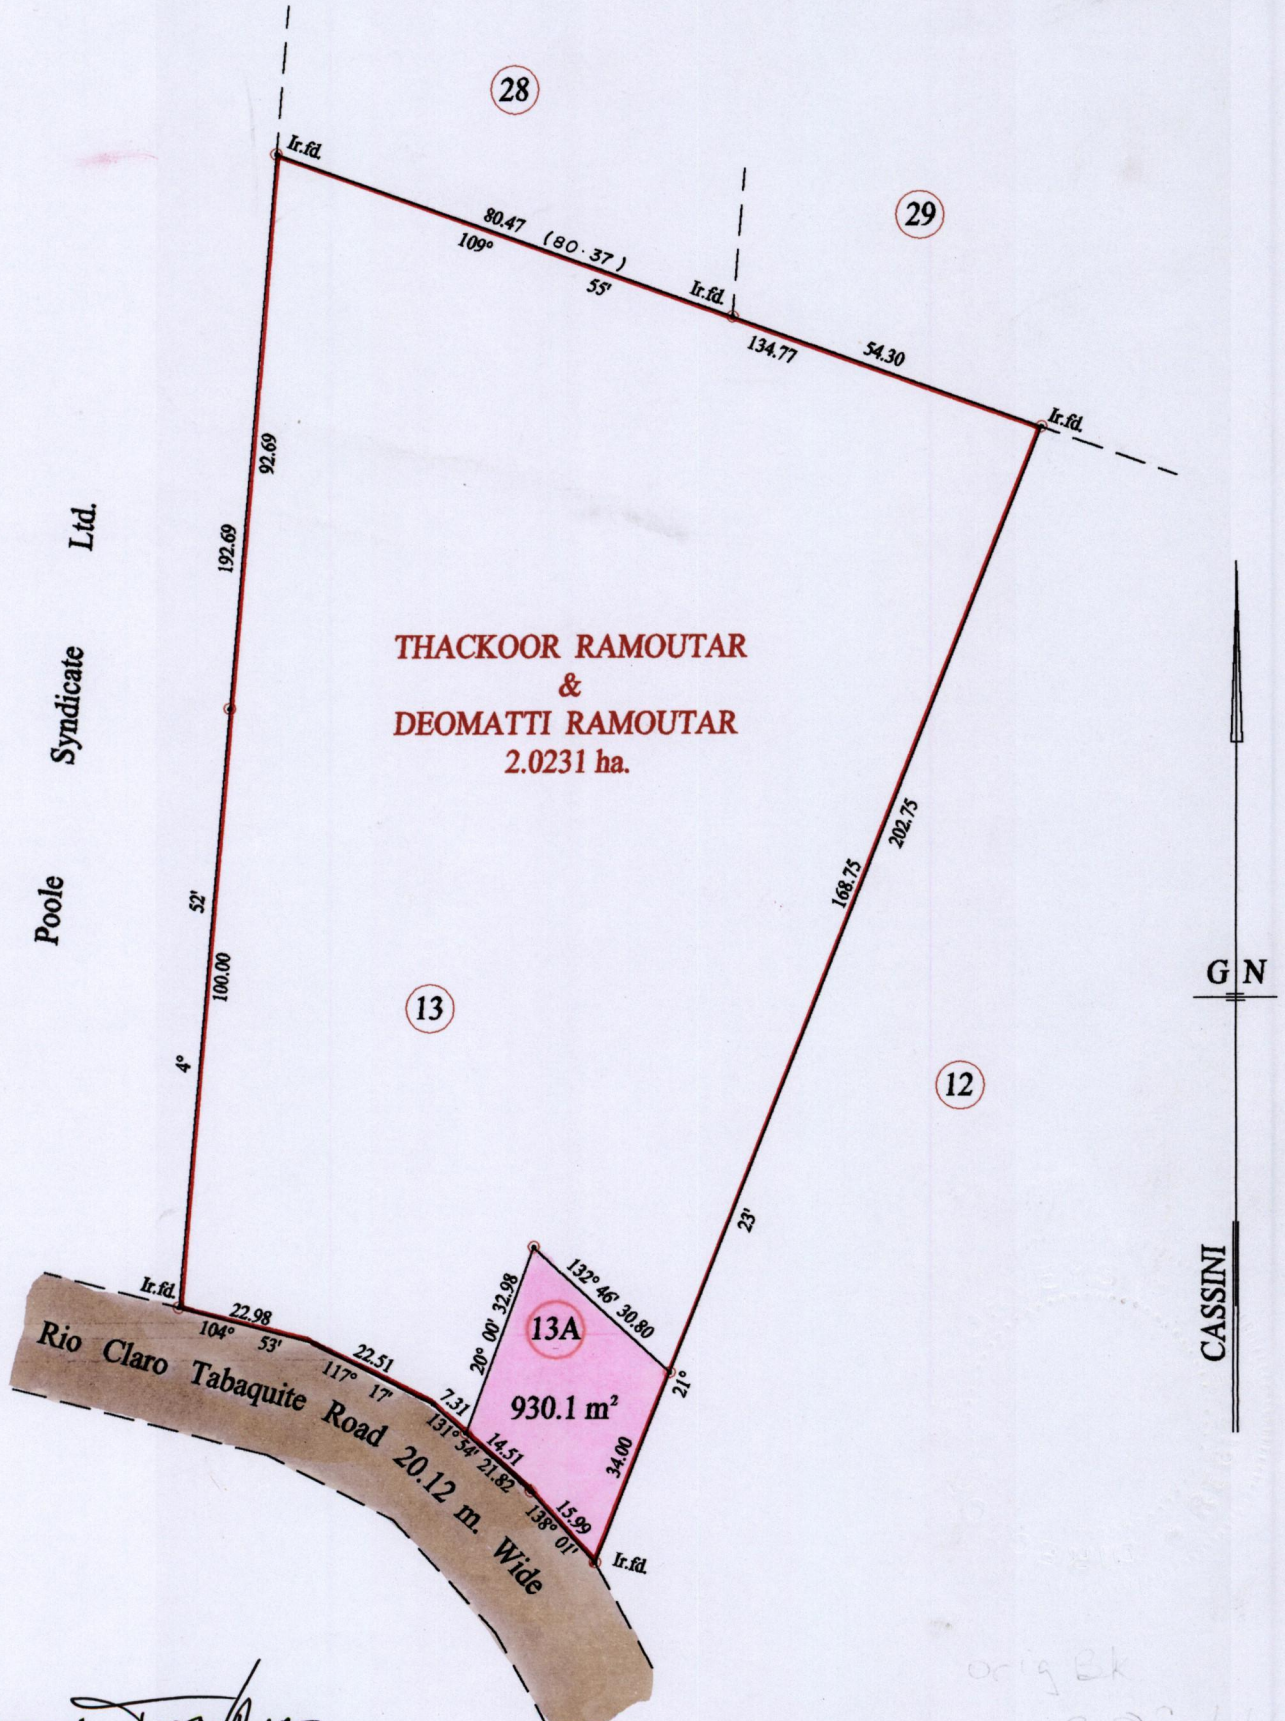 28
Ir.fd.
29
80.47 (80.37)
109° 55'
Ir.fd.
134.77
54.30
Ir.fd.
92.69
192.69
Poole Syndicate Ltd.
THACKOOR RAMOUTAR
&
DEOMATTI RAMOUTAR
2.0231 ha.
202.75
168.75
52'
100.00
4°
13
G N
12
23'
CASSINI
Ir.fd.
22.98
104° 53'
22.51
117° 17'
7.31
131° 54' 21.82
20° 00' 32.98
132° 46' 30.80
13A
930.1 m²
21°
34.00
14.51
15.99
138° 01'
Ir.fd.
Rio Claro Tabaquite Road 20.12 m. Wide
orig Bk